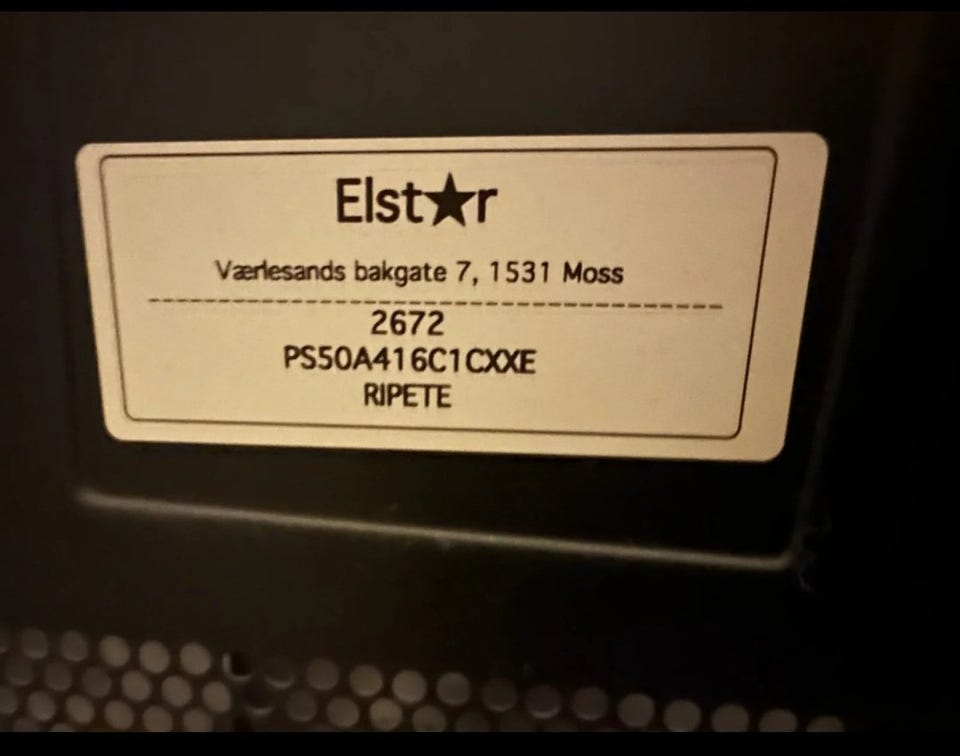 Elst★r
Værlesands bakgate 7, 1531 Moss
2672
PS50A416C1CXXE
RIPETE